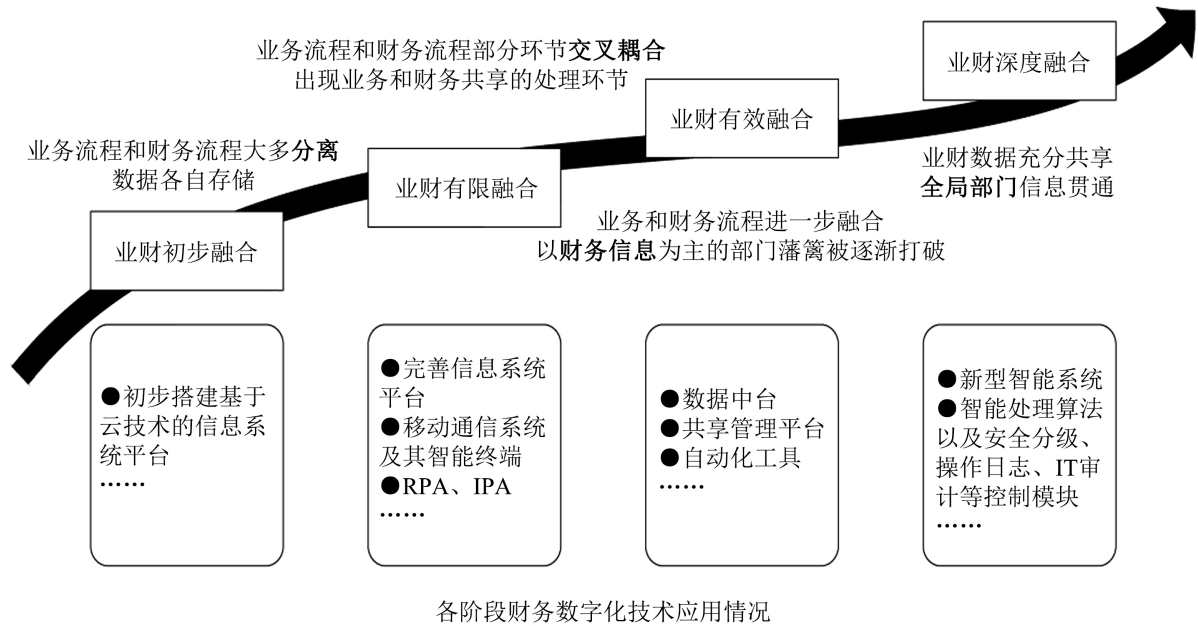 业务流程和财务流程大多分离
数据各自存储
业财初步融合
业务流程和财务流程部分环节交叉耦合
出现业务和财务共享的处理环节
业财有限融合
业财有效融合
业务和财务流程进一步融合
以财务信息为主的部门藩篱被逐渐打破
业财深度融合
业财数据充分共享
全局部门信息贯通
●初步搭建基于
云技术的信息系
统平台
……
●完善信息系统
平台
●移动通信系统
及其智能终端
●RPA、IPA
……
●数据中台
●共享管理平台
●自动化工具
……
●新型智能系统
●智能处理算法
以及安全分级、
操作日志、IT审
计等控制模块
……
各阶段财务数字化技术应用情况